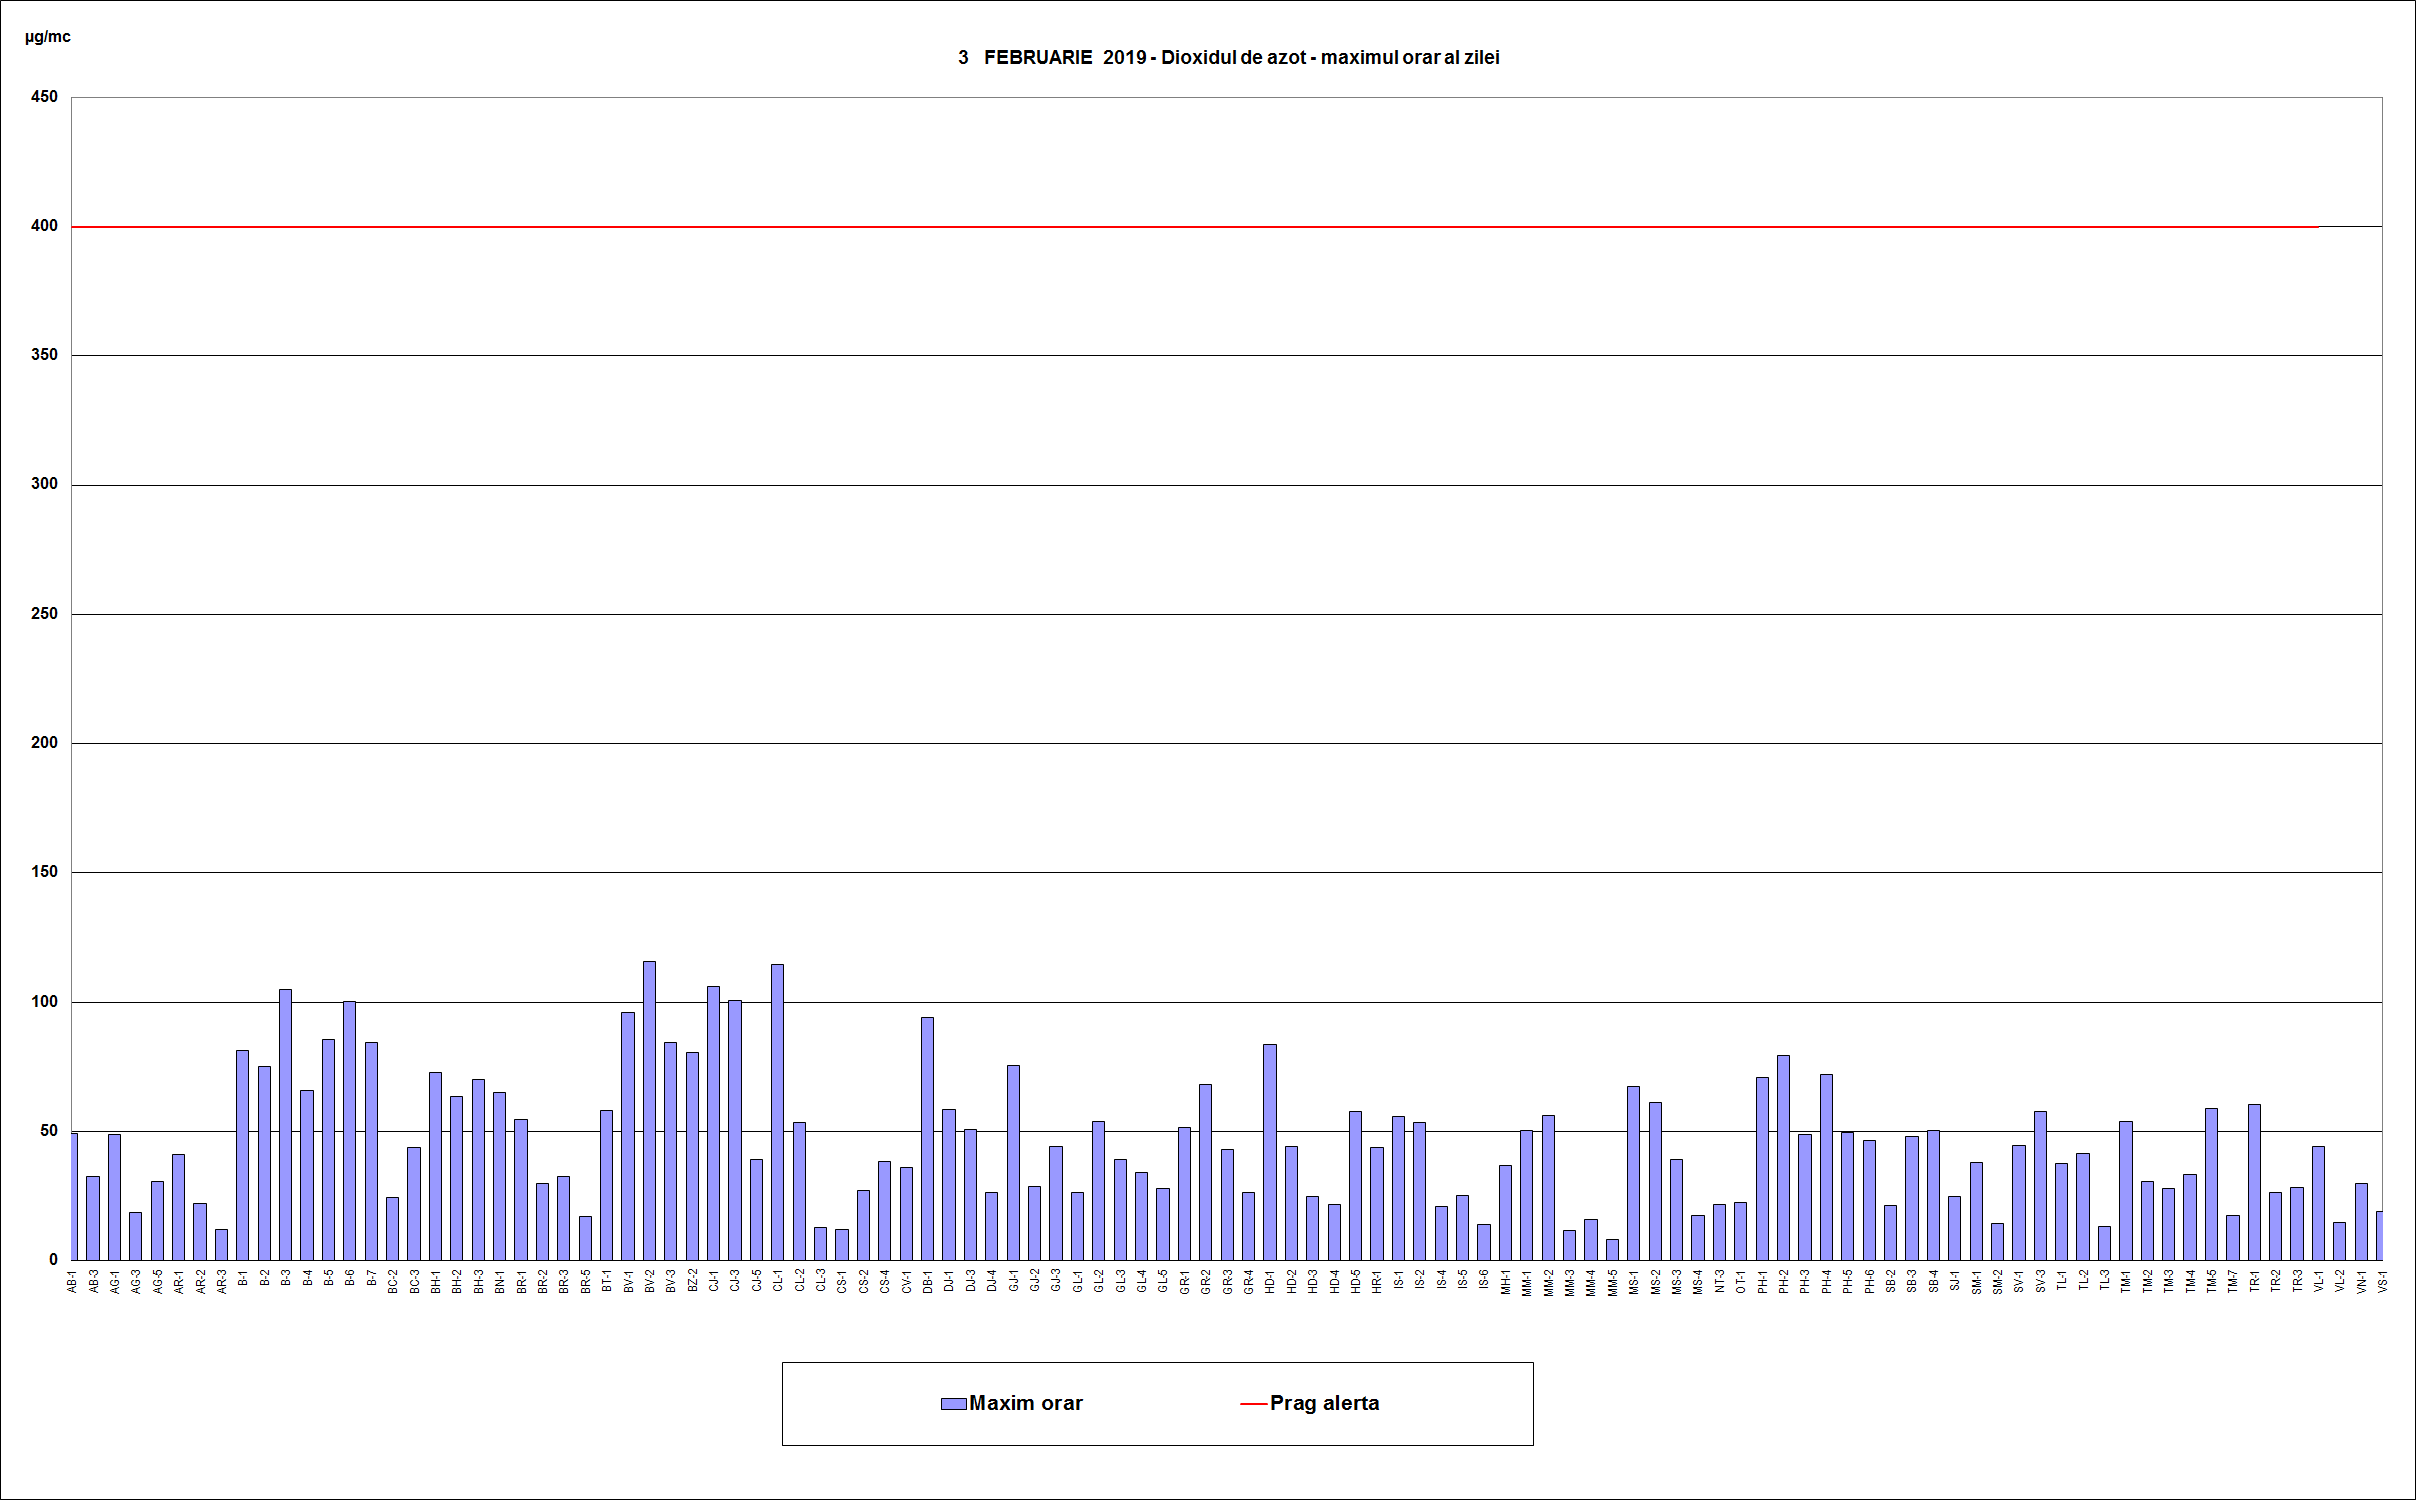 µg/mc
3 FEBRUARIE 2019 - Dioxidul de azot - maximul orar al zilei
450
400
350
300
250
200
150
100
50
0
AB-1 AB-3 AG-1 AG-3 AG-5 AR-1 AR-2 AR-3 B-1 B-2 B-3 B-4 B-5 B-6 B-7 BC-2 BC-3 BH-1 BH-2 BH-3 BN-1 BR-1 BR-2 BR-3 BR-5 BT-1 BV-1 BV-2 BV-3 BZ-2 CJ-1 CJ-3 CJ-5 CL-1 CL-2 CL-3 CS-1 CS-2 CS-4 CV-1 DB-1 DJ-1 DJ-3 DJ-4 GJ-1 GJ-2 GJ-3 GL-1 GL-2 GL-3 GL-4 GL-5 GR-1 GR-2 GR-3 GR-4 HD-1 HD-2 HD-3 HD-4 HD-5 HR-1 IS-1 IS-2 IS-4 IS-5 IS-6 MH-1 MM-1 MM-2 MM-3 MM-4 MM-5 MS-1 MS-2 MS-3 MS-4 NT-3 OT-1 PH-1 PH-2 PH-3 PH-4 PH-5 PH-6 SB-2 SB-3 SB-4 SJ-1 SM-1 SM-2 SV-1 SV-3 TL-1 TL-2 TL-3 TM-1 TM-2 TM-3 TM-4 TM-5 TM-7 TR-1 TR-2 TR-3 VL-1 VL-2 VN-1 VS-1
Maxim orar Prag alerta